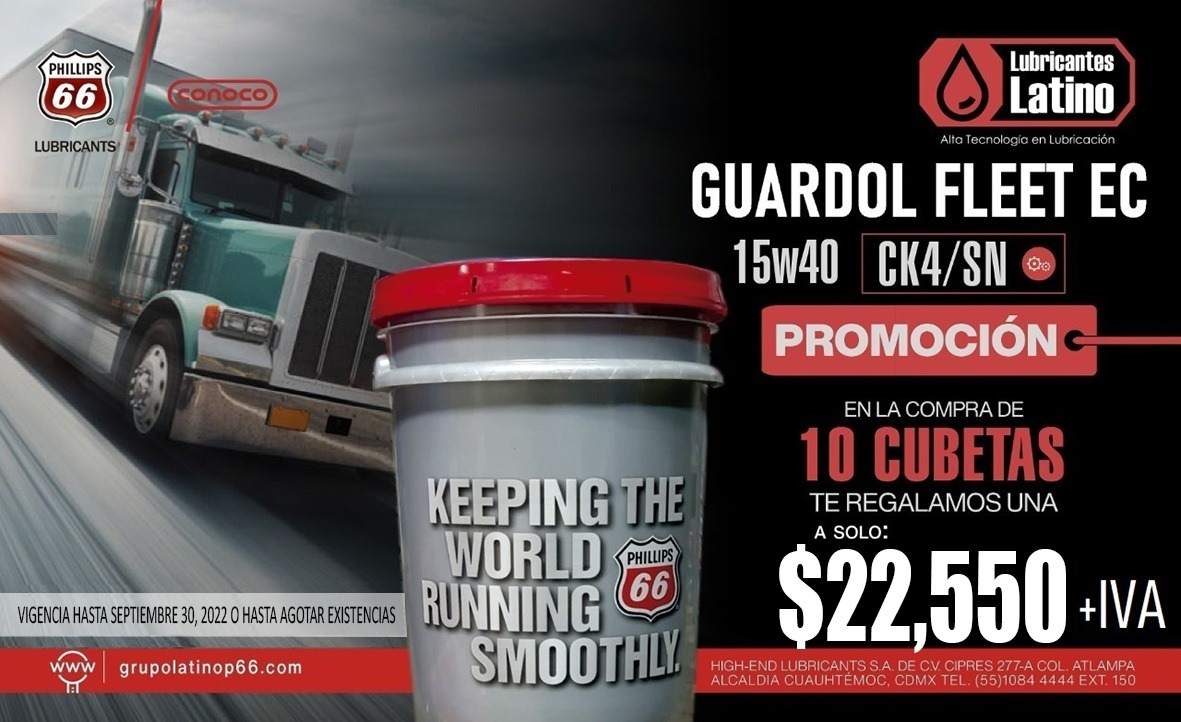 PHILLIPS
66
LUBRICANTS
conoco
Lubricantes
Latino
Alta Tecnología en Lubricación
GUARDOL FLEET EC
15w40 CK4/SN
PROMOCIÓN
EN LA COMPRA DE
10 CUBETAS
TE REGALAMOS UNA
A SOLO:
$22,550 +IVA
KEEPING THE
WORLD
RUNNING
SMOOTHLY.
PHILLIPS
66
VIGENCIA HASTA SEPTIEMBRE 30, 2022 O HASTA AGOTAR EXISTENCIAS
www grupolatinop66.com
HIGH-END LUBRICANTS S.A. DE C.V. CIPRES 277-A COL. ATLAMPA
ALCALDIA CUAUHTÉMOC, CDMX TEL. (55)1084 4444 EXT. 150